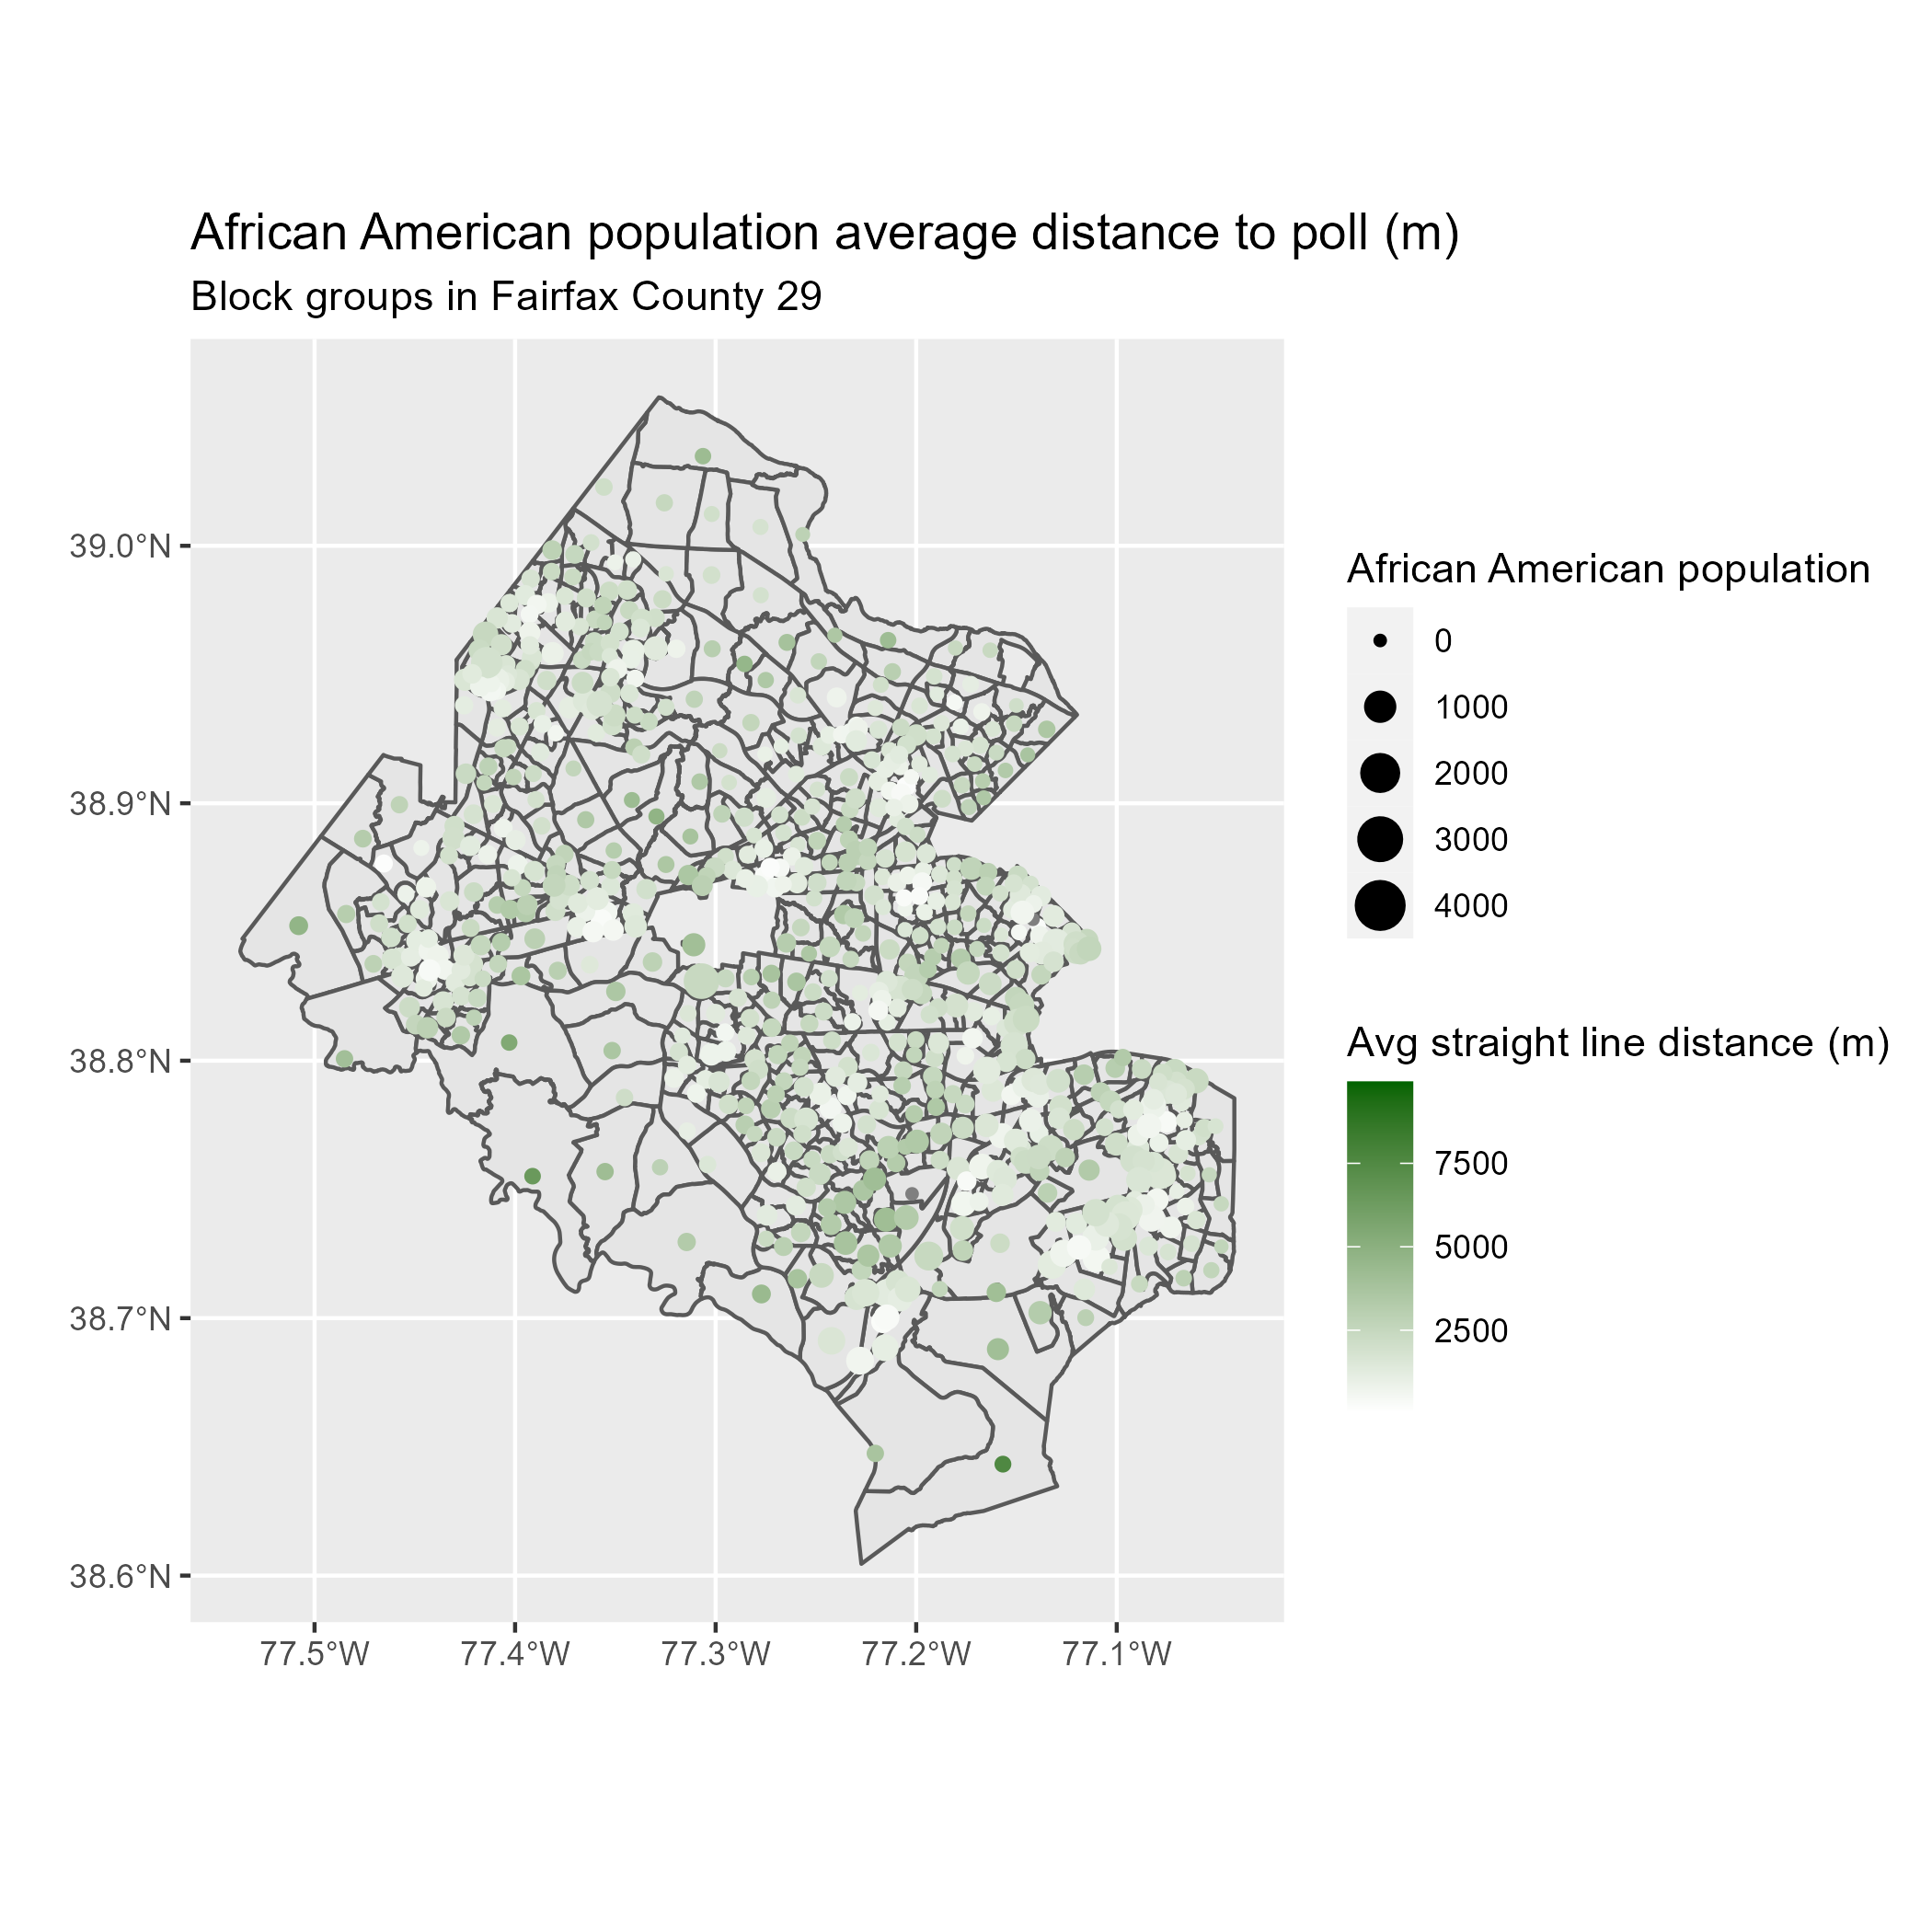 African American population average distance to poll (m)
Block groups in Fairfax County 29
39.0°N
38.9°N
38.8°N
38.7°N
38.6°N
77.5°W
77.4°W
77.3°W
77.2°W
77.1°W
African American population
0
1000
2000
3000
4000
Avg straight line distance (m)
7500
5000
2500